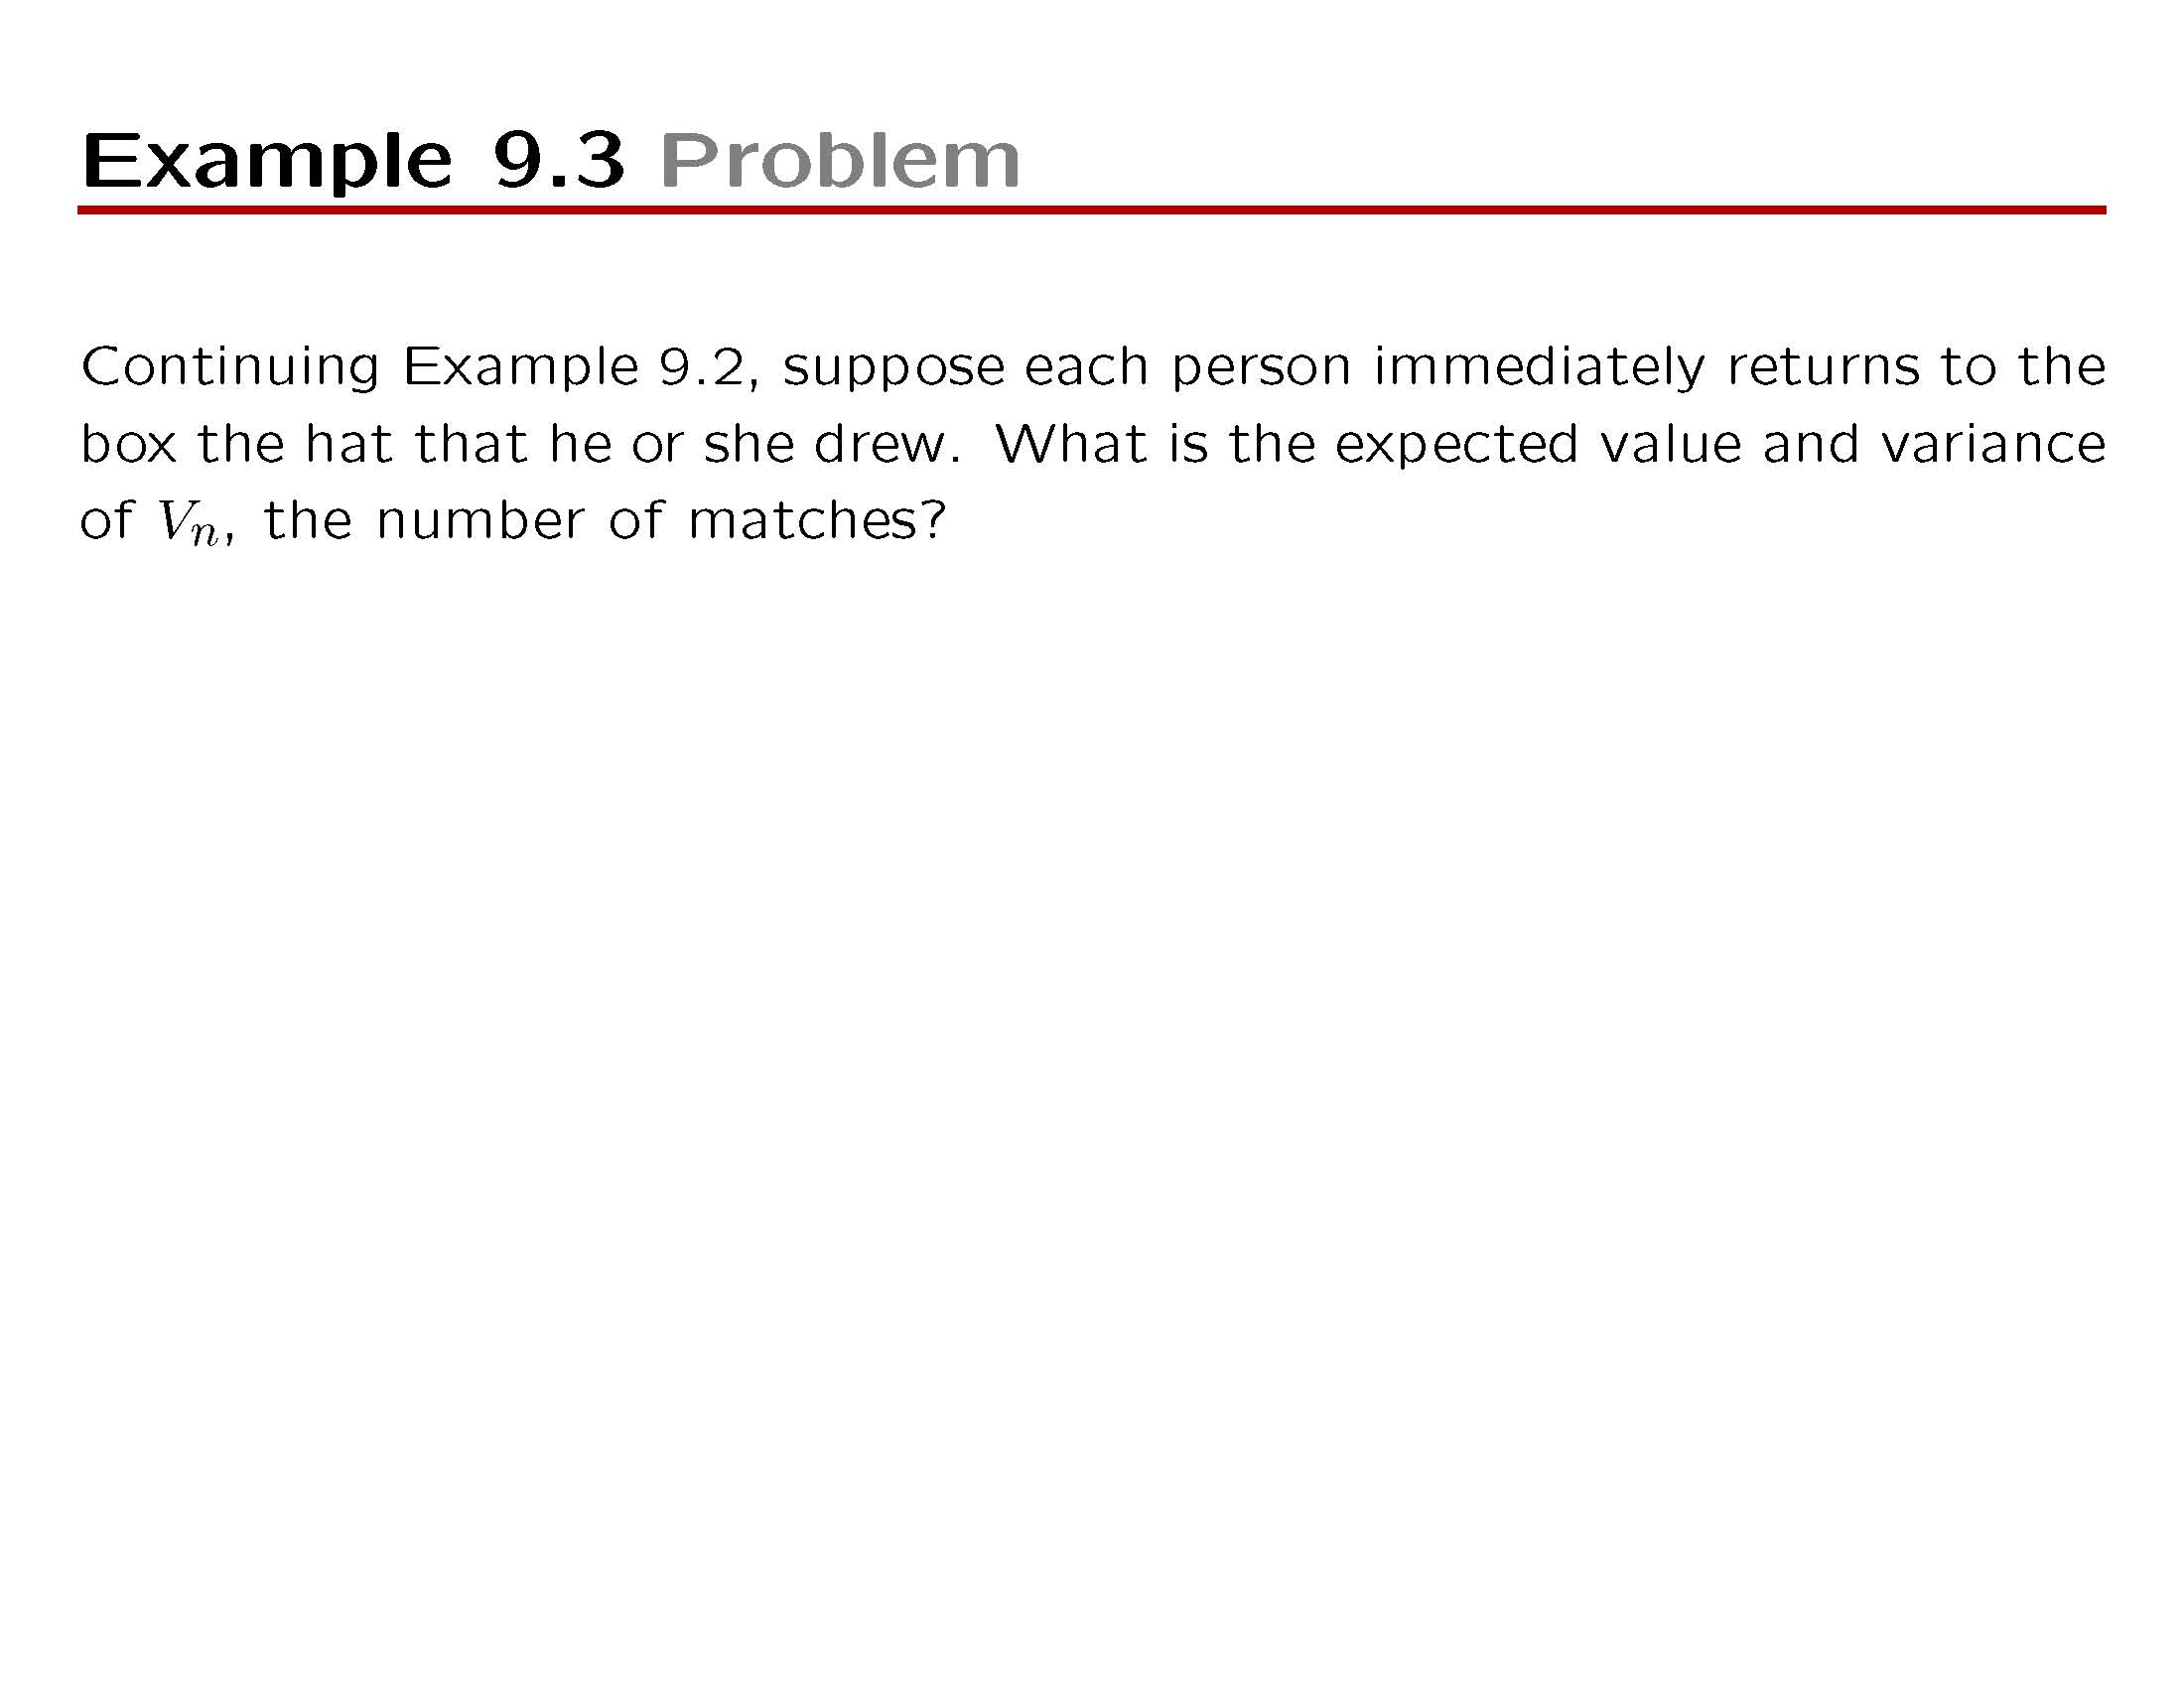 Example 9.3 Problem
Continuing Example 9.2, suppose each person immediately returns to the
box the hat that he or she drew. What is the expected value and variance
of Vn, the number of matches?